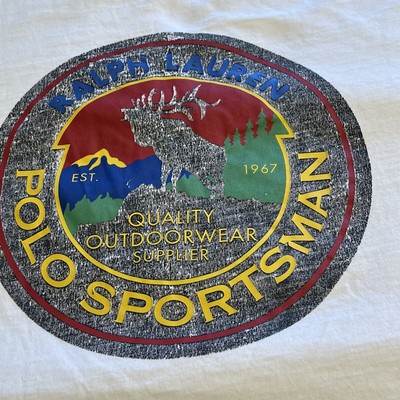 RALPH LAUREN
EST.
1967
QUALITY
OUTDOORWEAR
SUPPLIER
POLO SPORTSMAN